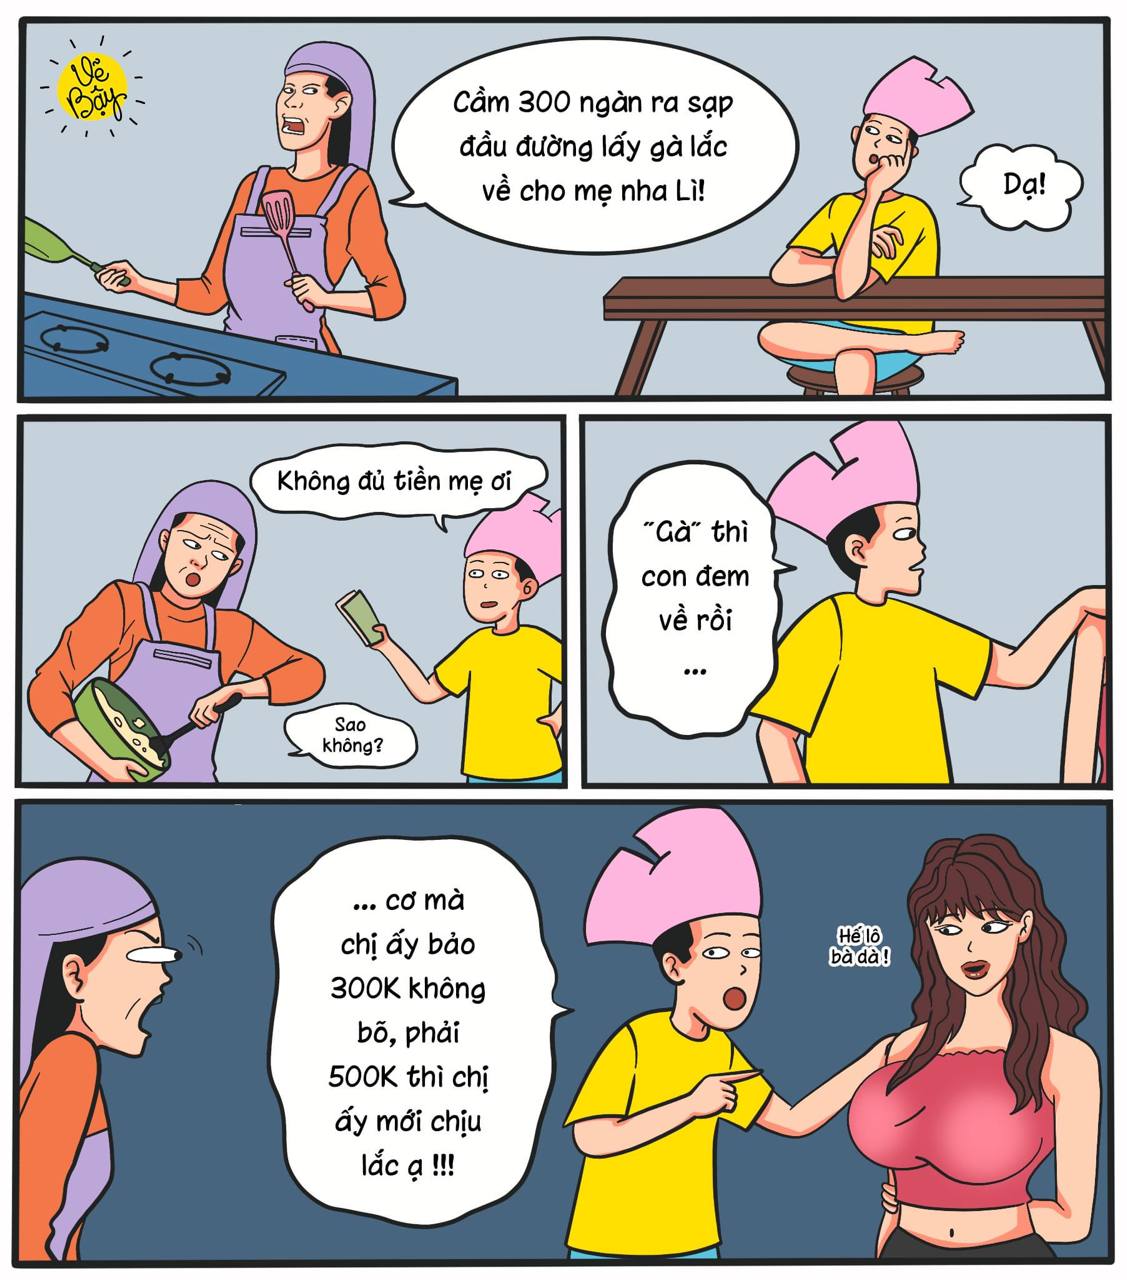 Vẽ
Bậy
Cầm 300 ngàn ra sạp
đầu đường lấy gà lắc
về cho mẹ nha Lì!
Dạ!
Không đủ tiền mẹ ơi
Sao
không?
"Gà" thì
con đem
về rồi
...
... cơ mà
chị ấy bảo
300K không
bõ, phải
500K thì chị
ấy mới chịu
lắc ạ !!!
Hế lô
bà dà !